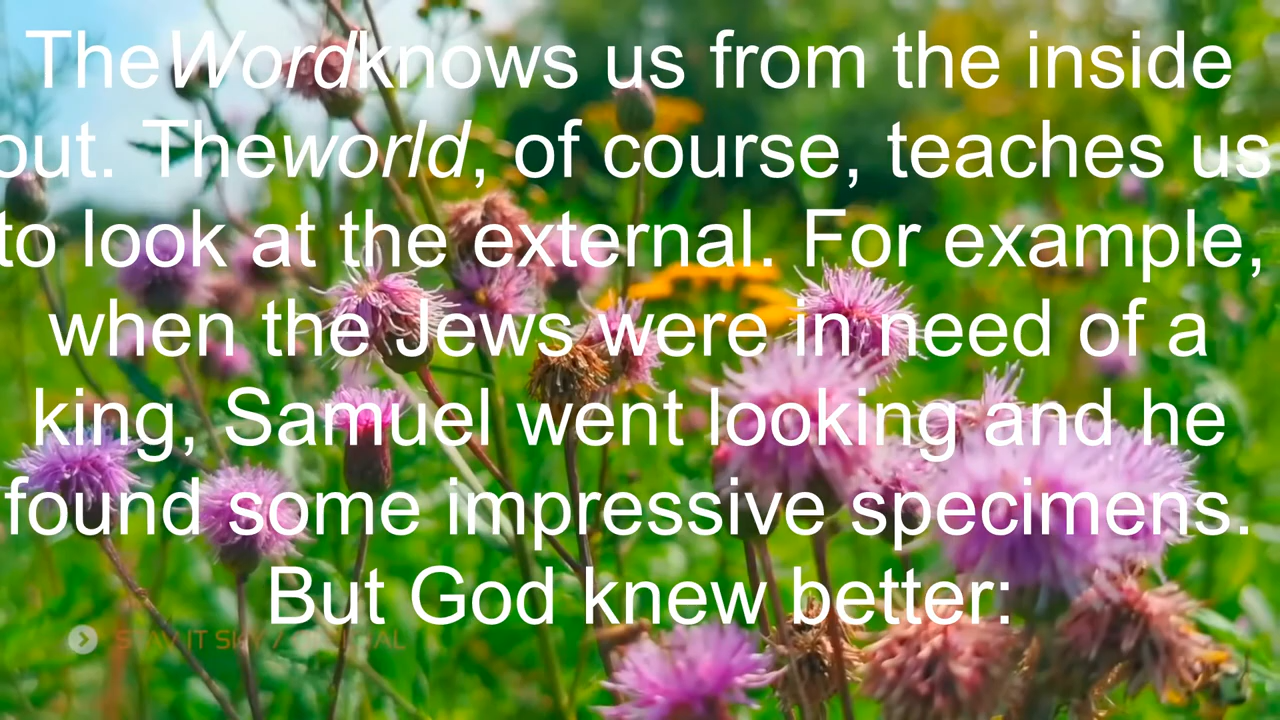 TheWordknows us from the inside
out. Theworld, of course, teaches us
to look at the external. For example,
when the Jews were in need of a
king, Samuel went looking and he
found some impressive specimens.
But God knew better:
STAY IT